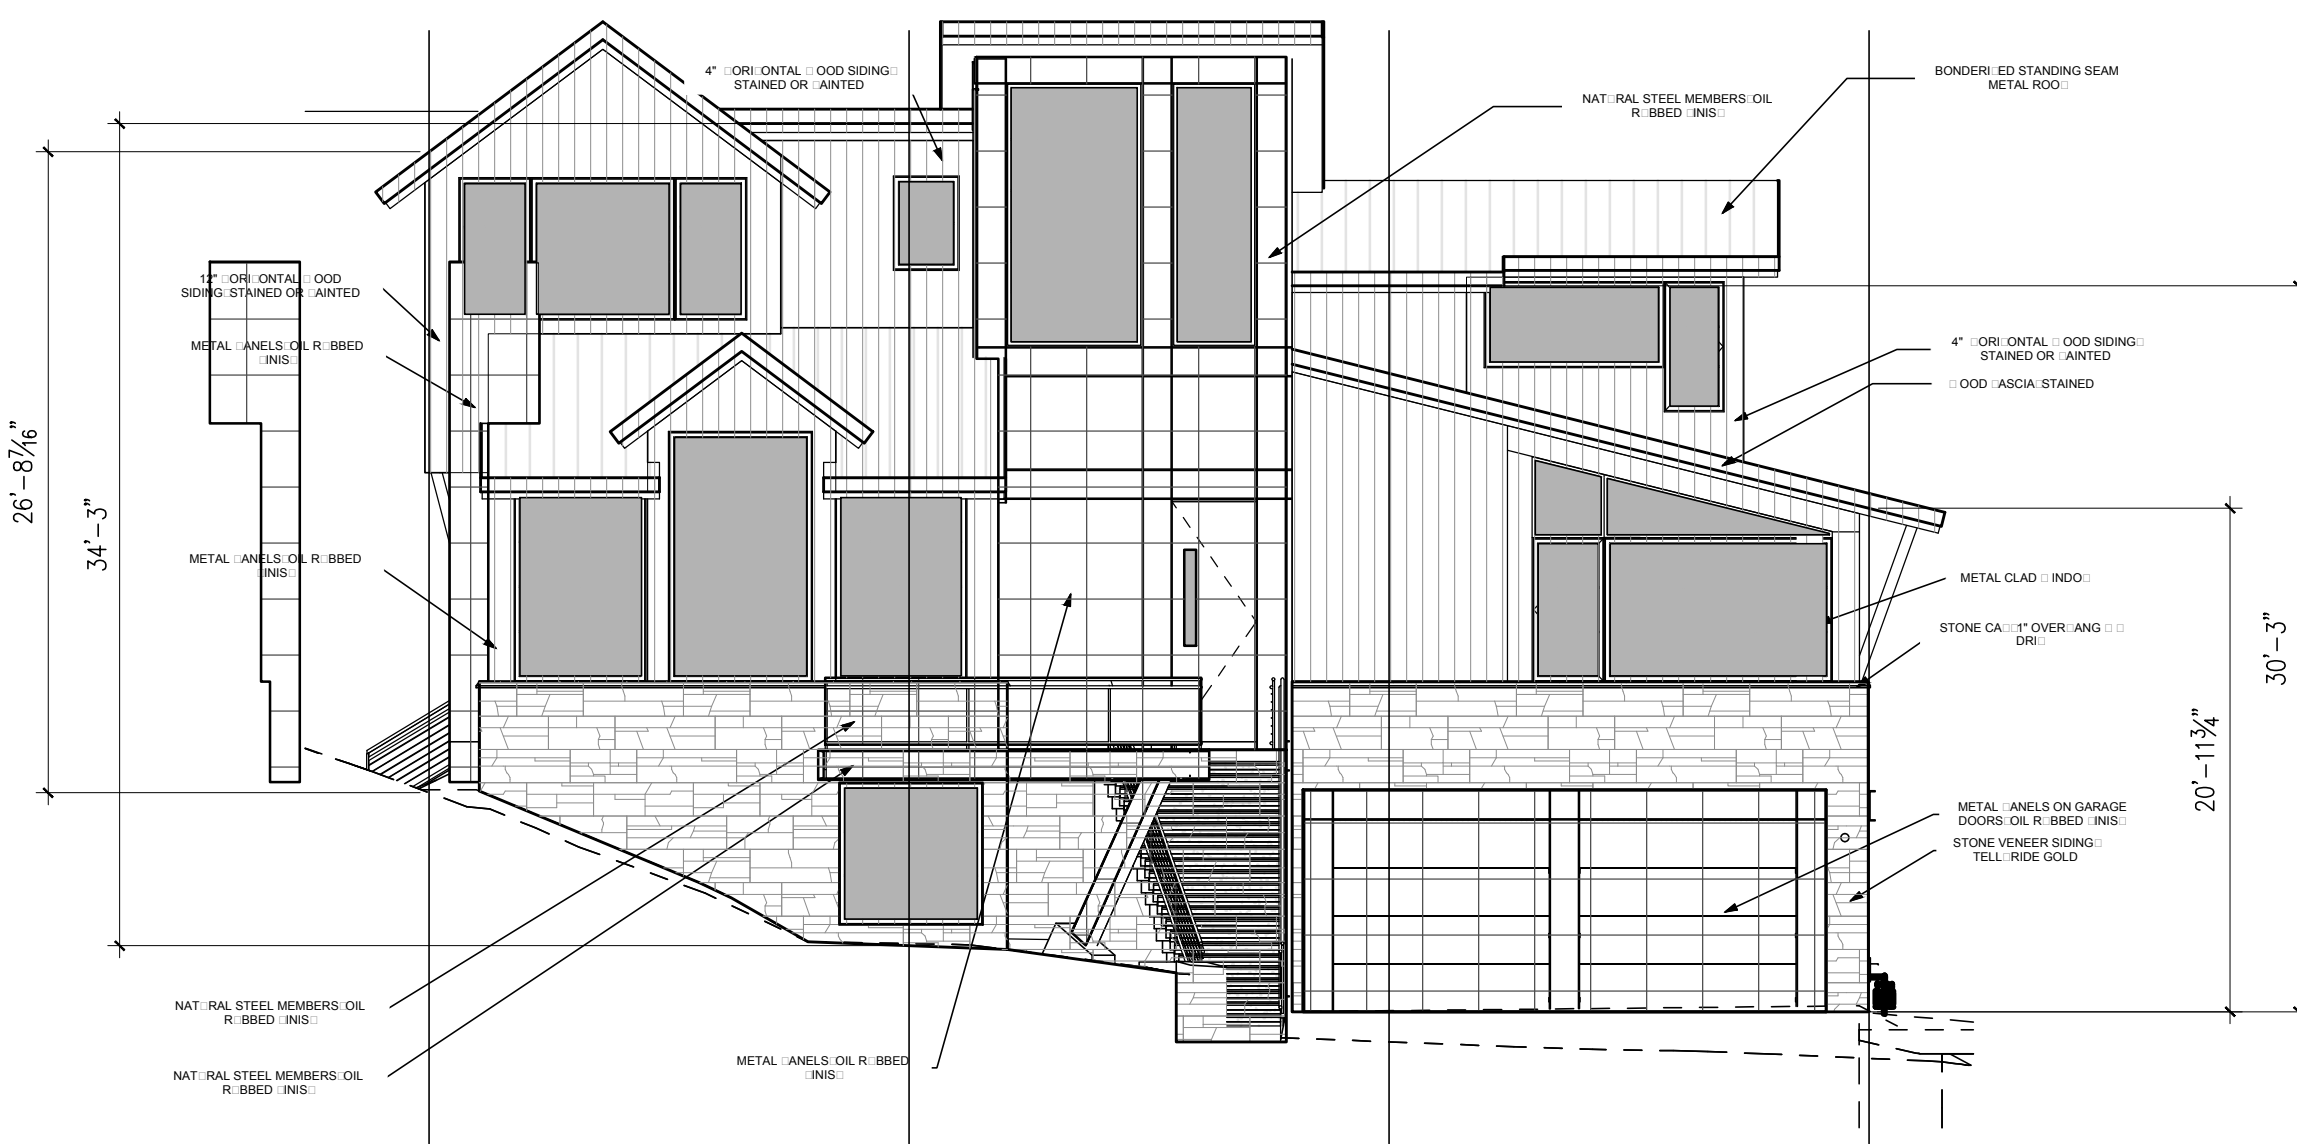 4" □ORI□ONTAL □OOD SIDING□
STAINED OR □AINTED
BONDERI□ED STANDING SEAM
METAL ROO□
NAT□RAL STEEL MEMBERS□OIL
R□BBED □INIS□
12" □ORI□ONTAL □OOD
SIDING□STAINED OR □AINTED
METAL □ANELS□OIL R□BBED
□INIS□
4" □ORI□ONTAL □OOD SIDING□
STAINED OR □AINTED
□OOD □ASCIA□STAINED
26'-8 7/16"
34'-3"
METAL □ANELS□OIL R□BBED
□INIS□
METAL CLAD □INDO□
STONE CA□□1" OVER□ANG □ □
DRI□
30'-3"
20'-11 3/4"
METAL □ANELS ON GARAGE
DOORS□OIL R□BBED □INIS□
STONE VENEER SIDING□
TELL□RIDE GOLD
NAT□RAL STEEL MEMBERS□OIL
R□BBED □INIS□
METAL □ANELS□OIL R□BBED
□INIS□
NAT□RAL STEEL MEMBERS□OIL
R□BBED □INIS□